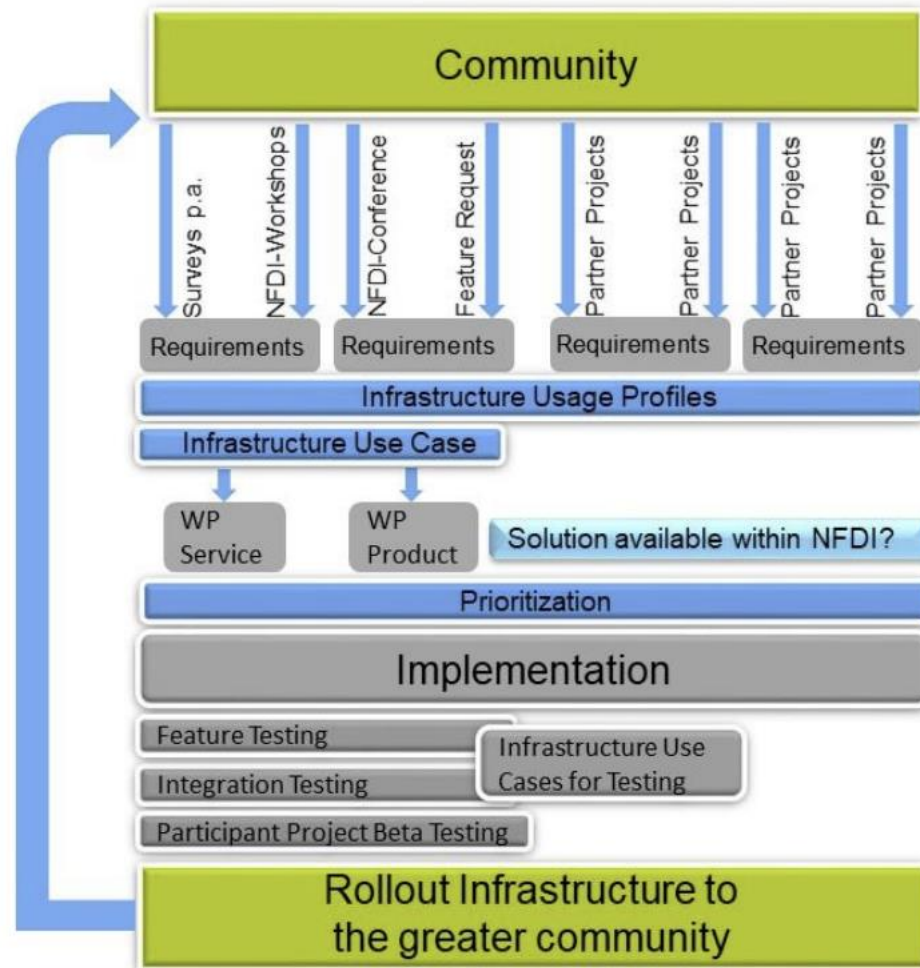 Community
Surveys p.a.
NFDI-Workshops
NFDI-Conference
Feature Request
Partner Projects
Partner Projects
Partner Projects
Partner Projects
Requirements
Requirements
Requirements
Requirements
Infrastructure Usage Profiles
Infrastructure Use Case
WP
Service
WP
Product
Solution available within NFDI?
Prioritization
Implementation
Feature Testing
Integration Testing
Participant Project Beta Testing
Infrastructure Use
Cases for Testing
Rollout Infrastructure to
the greater community